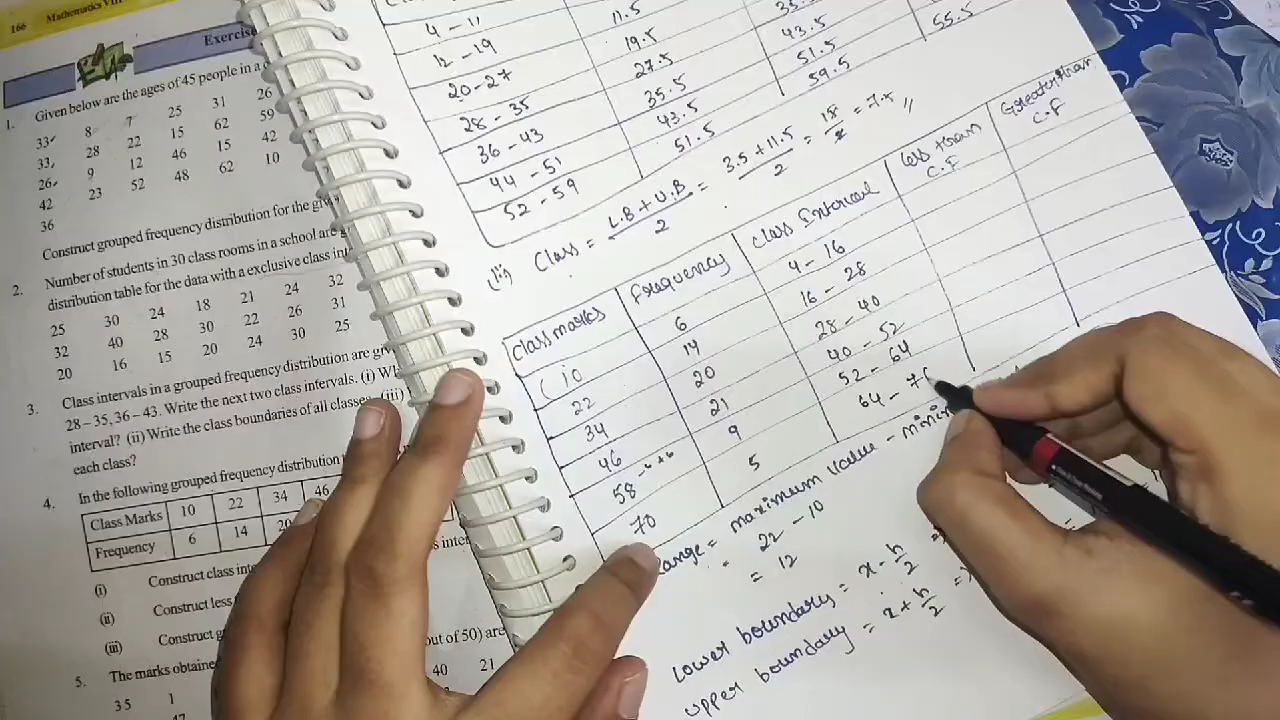 166 Mathematics VIII
Exercise
1. Given below are the ages of 45 people in a
33 8 7 25 31 26
33, 28 22 15 62 59
26 9 12 46 15 42
42 23 52 48 62 10
36
Construct grouped frequency distribution for the
2. Number of students in 30 class rooms in a school are
distribution table for the data with a exclusive class
25 30 24 18 21 24 32
32 40 28 30 22 26 31
20 16 15 20 24 30 25
3. Class intervals in a grouped frequency distribution are
28 – 35, 36 – 43. Write the next two class intervals. (i)
interval? (ii) Write the class boundaries of all classes. (iii)
each class?
4. In the following grouped frequency distribution
Class Marks 10 22 34 46
Frequency 6 14 20
(i) Construct class
(ii) Construct less
(iii) Construct
5. The marks obtained out of 50) are
35 1 40 21
4 - 11 11.5
12 - 19 19.5 43.5 55.5
20-27 27.5 51.5
28 - 35 35.5 59.5
36 - 43 43.5
44 - 51 51.5
52 - 59
(ii) Class = L.B + U.B / 2 = 3.5 + 11.5 / 2 = 15 / 2 = 7.5 //
Class marks Frequency Class Interval Less than C.F Greater than C.F
10 6 4 - 16
22 14 16 - 28
34 20 28 - 40
46 21 40 - 52
58 -6 +6 9 52 - 64
70 5 64 - 7
Range = maximum value - minim
= 22 - 10
= 12
Lower boundary = x - h/2 =>
upper boundary = x + h/2 =>